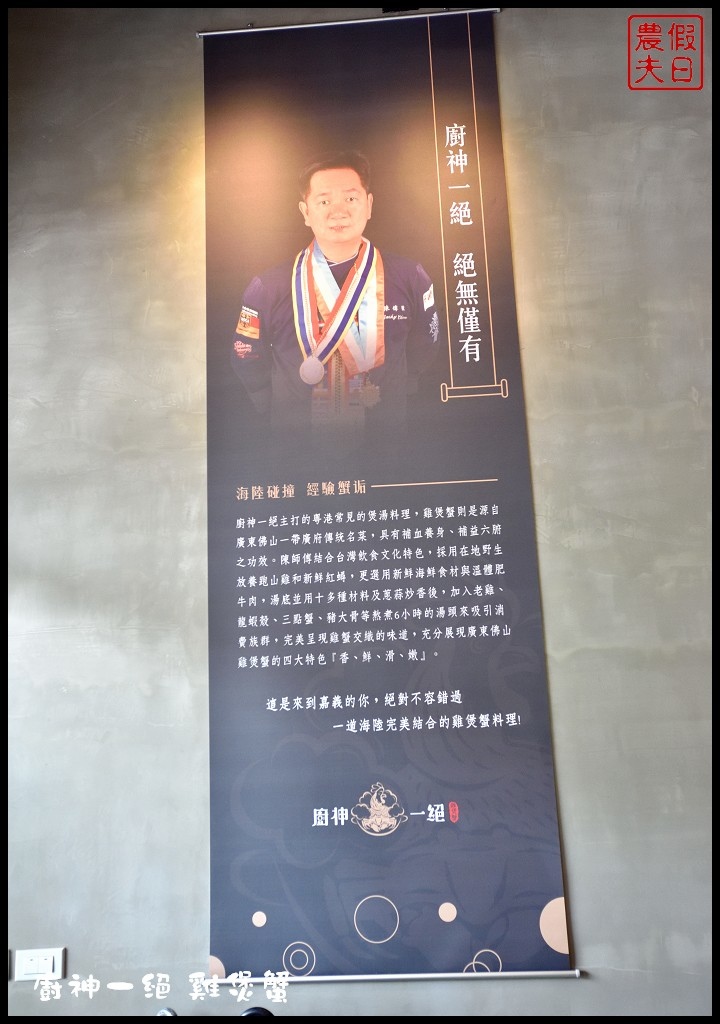 假日
農夫
廚神一絕 絕無僅有
海陸碰撞 經驗蟹逅
廚神一絕主打的粵港常見的煲湯料理，雞煲蟹則是源自
廣東佛山一帶廣府傳統名菜，具有補血養身、補益六腑
之功效。陳師傅結合台灣飲食文化特色，採用在地野生
放養跑山雞和新鮮紅蟳，更選用新鮮海鮮食材與溫體肥
牛肉，湯底並用十多種材料及蔥蒜炒香後，加入老雞、
龍蝦殼、三點蟹、豬大骨等熬煮6小時的湯頭來吸引消
費族群，完美呈現雞蟹交織的味道，充分展現廣東佛山
雞煲蟹的四大特色『香、鮮、滑、嫩』。
這是來到嘉義的你，絕對不容錯過
一道海陸完美結合的雞煲蟹料理!
廚神一絕
廚神一絕 雞煲蟹